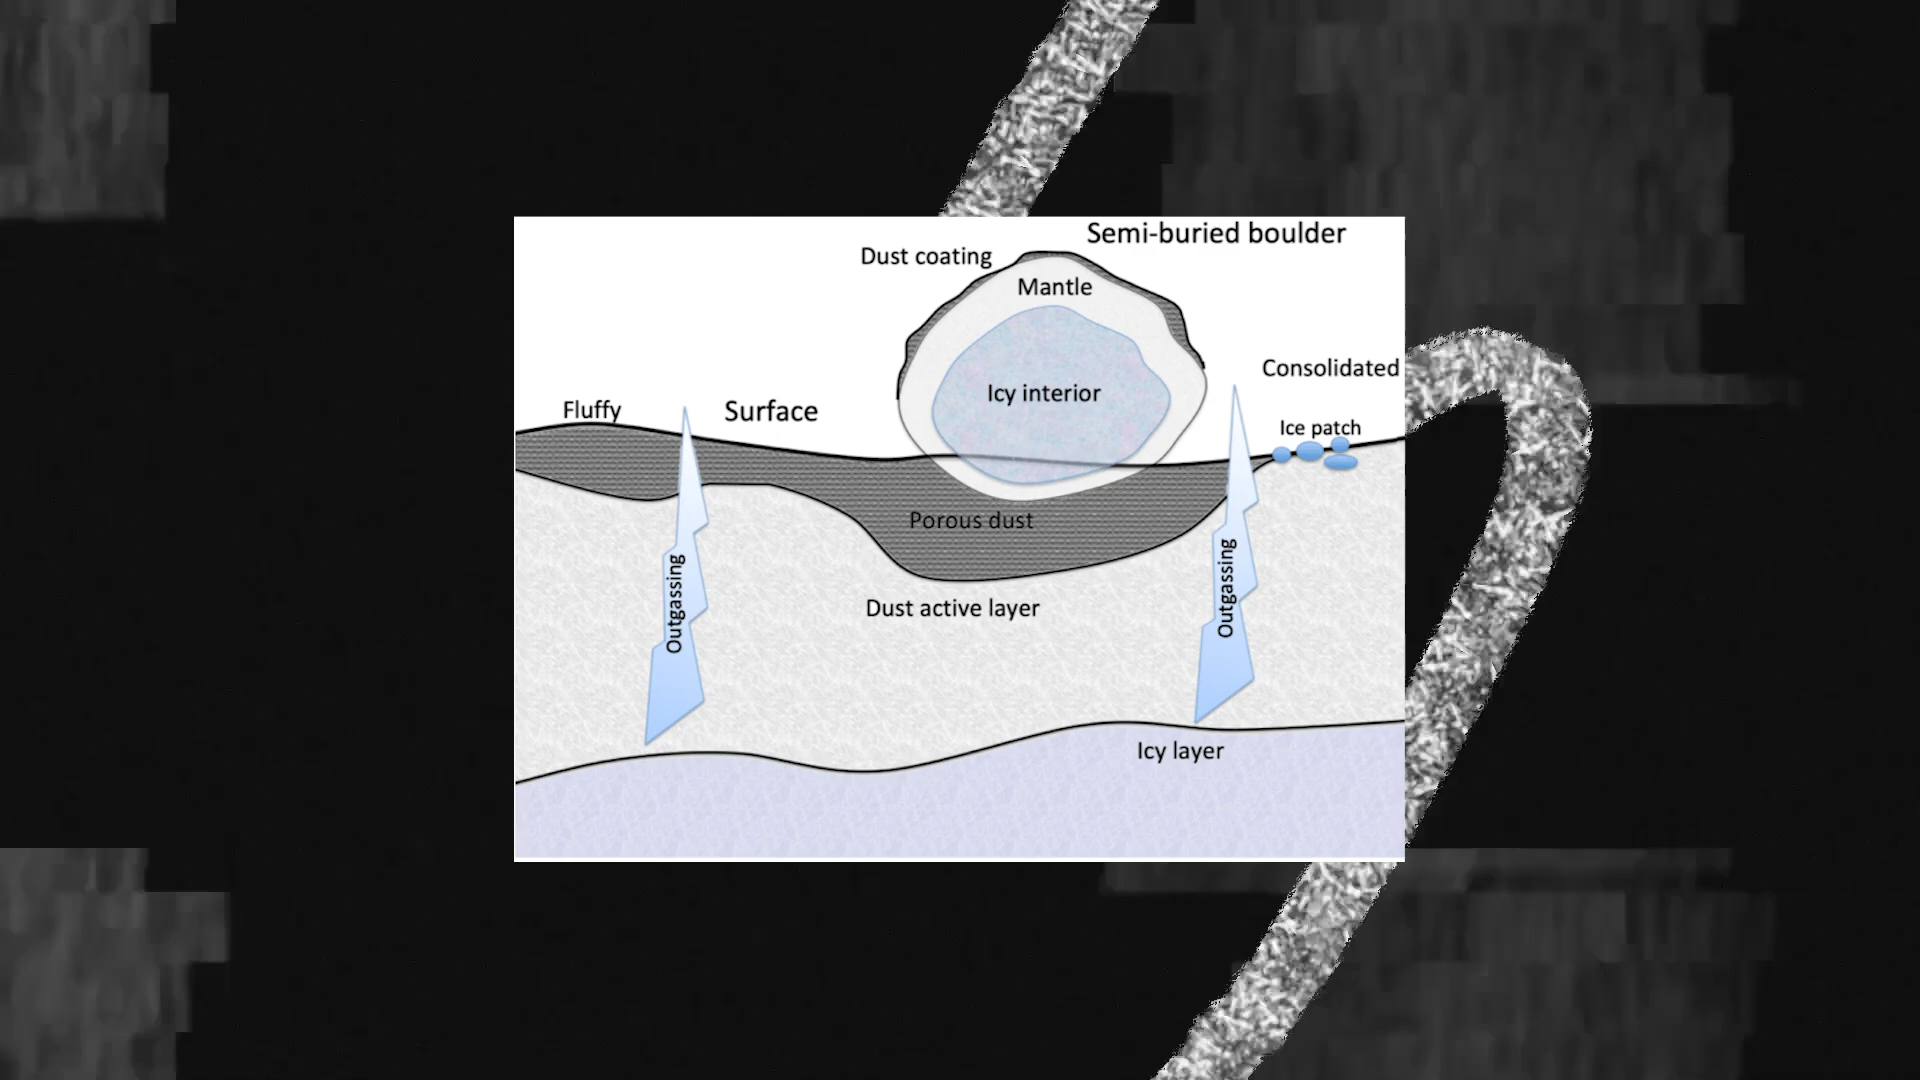 Semi-buried boulder
Dust coating
Mantle
Consolidated
Icy interior
Fluffy
Surface
Ice patch
Porous dust
Outgassing
Outgassing
Dust active layer
Icy layer